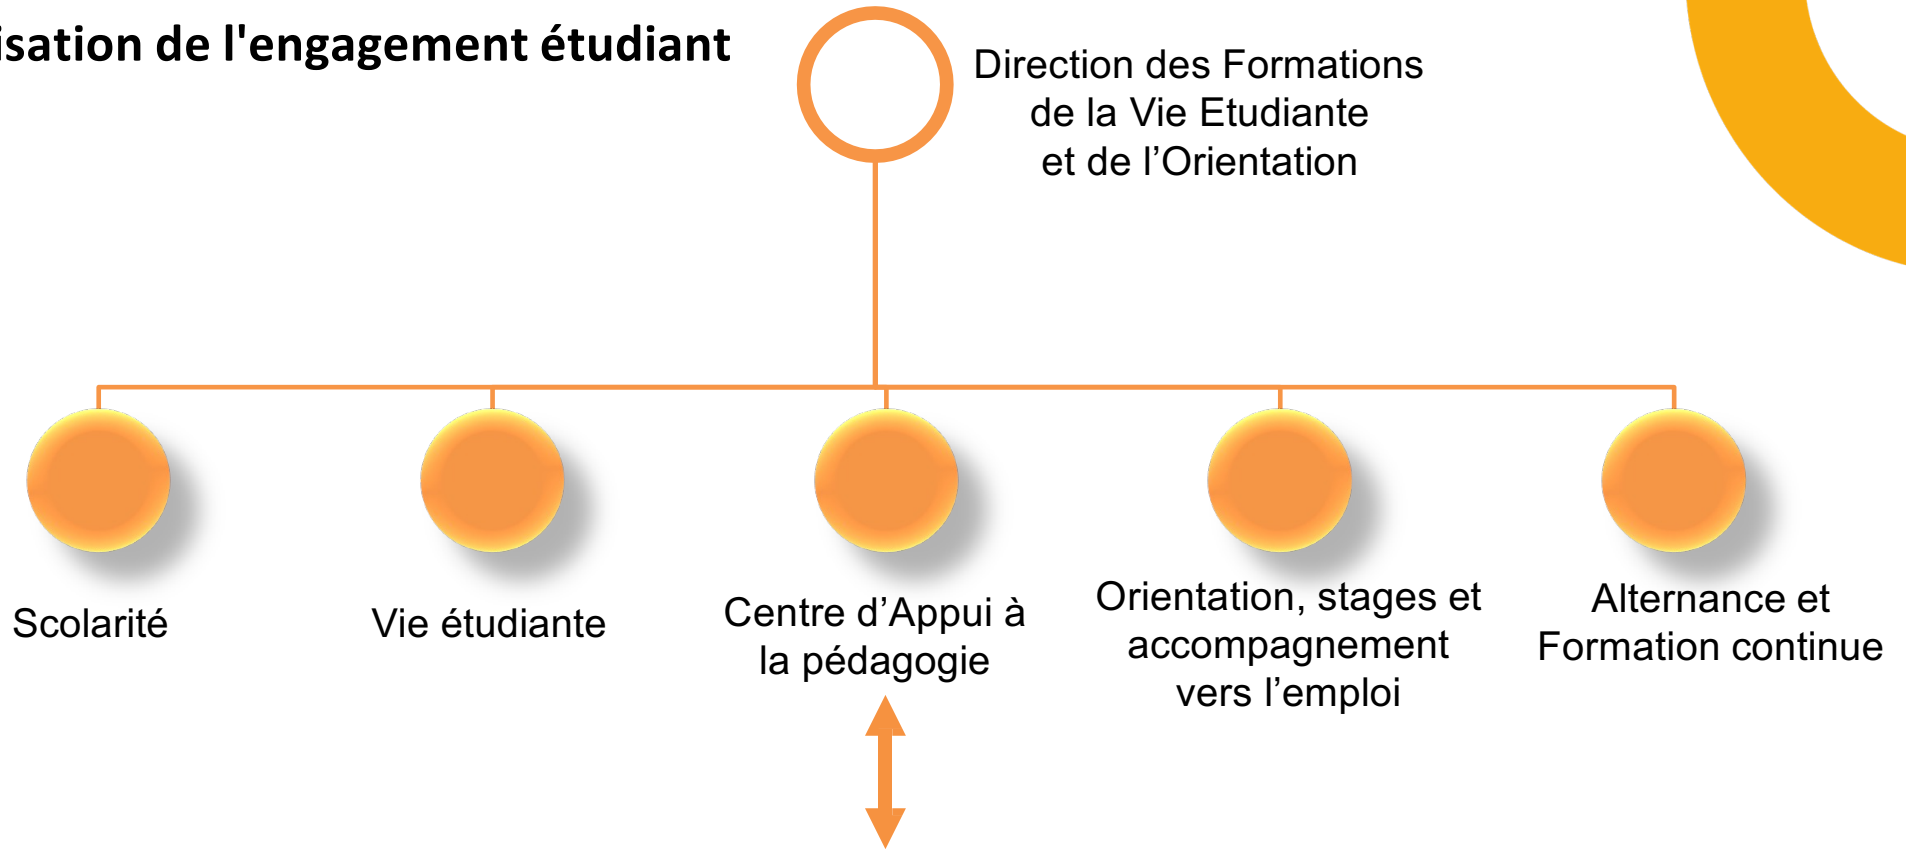 isation de l'engagement étudiant
Direction des Formations
de la Vie Etudiante
et de l’Orientation
Scolarité
Vie étudiante
Centre d’Appui à
la pédagogie
Orientation, stages et
accompagnement
vers l’emploi
Alternance et
Formation continue